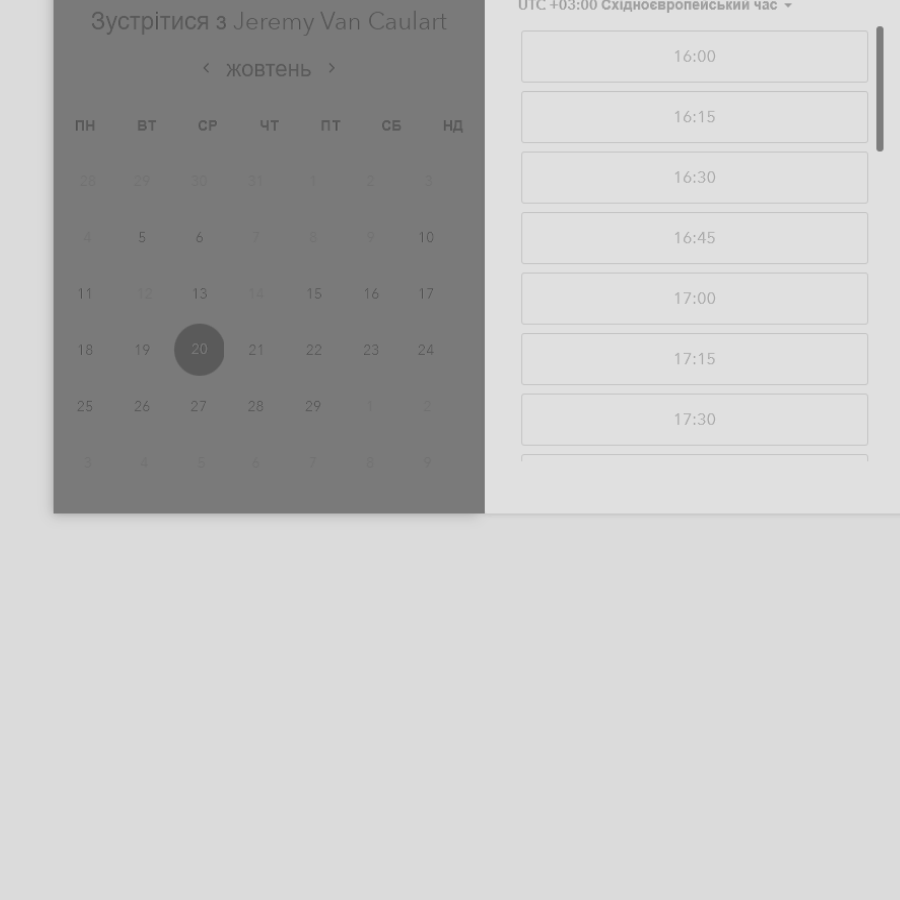 Зустрітися з Jeremy Van Caulart
жовтень
ПН ВТ СР ЧТ ПТ СБ НД
28 29 30 31 1 2 3
4 5 6 7 8 9 10
11 12 13 14 15 16 17
18 19 20 21 22 23 24
25 26 27 28 29 1 2
3 4 5 6 7 8 9
UTC +03:00 Східноєвропейський час
16:00
16:15
16:30
16:45
17:00
17:15
17:30